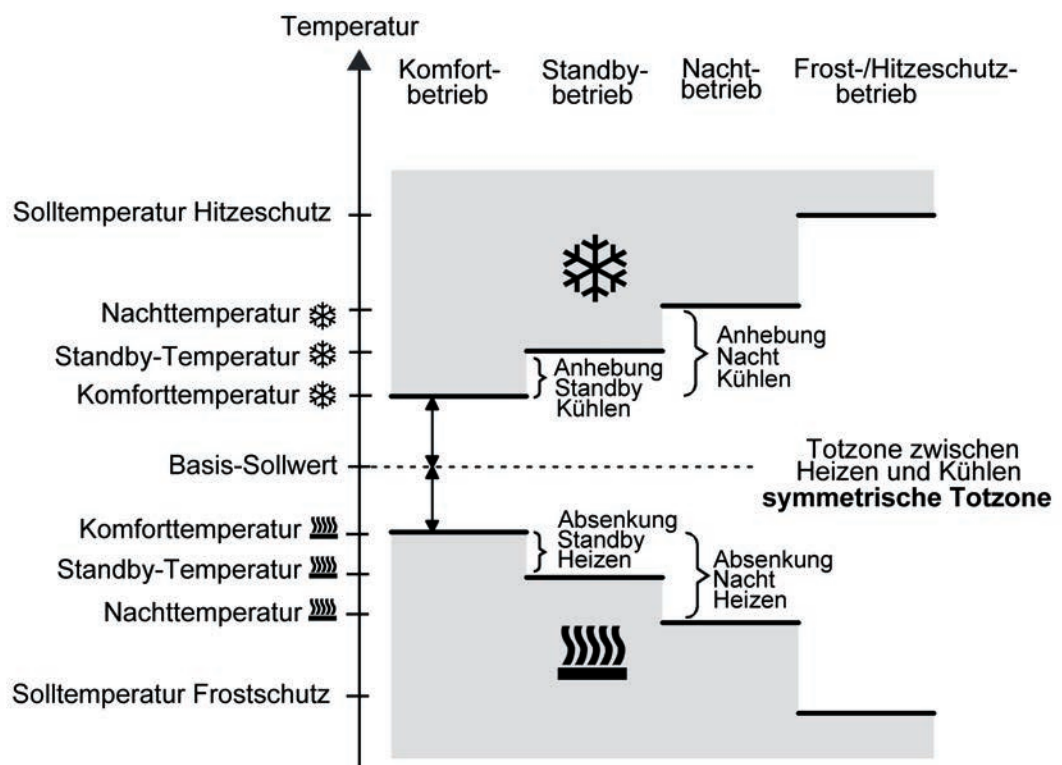 Temperatur
Komfort-
betrieb
Standby-
betrieb
Nacht-
betrieb
Frost-/Hitzeschutz-
betrieb
Solltemperatur Hitzeschutz
Nachttemperatur
Standby-Temperatur
Komforttemperatur
Anhebung
Standby
Kühlen
Anhebung
Nacht
Kühlen
Basis-Sollwert
Totzone zwischen
Heizen und Kühlen
symmetrische Totzone
Komforttemperatur
Standby-Temperatur
Nachttemperatur
Absenkung
Standby
Heizen
Absenkung
Nacht
Heizen
Solltemperatur Frostschutz